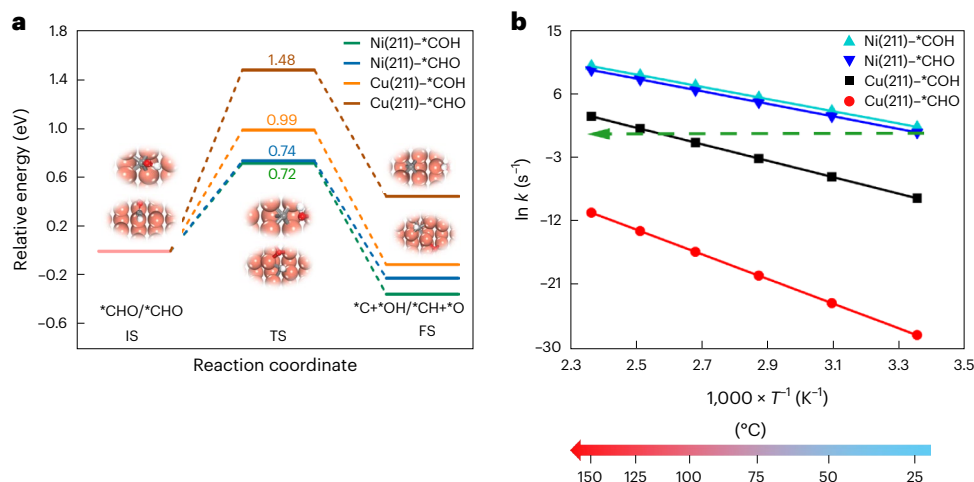 a
1.8
1.4
1.0
0.6
0.2
–0.2
–0.6
Relative energy (eV)
Ni(211)–*COH
Ni(211)–*CHO
Cu(211)–*COH
Cu(211)–*CHO
1.48
0.99
0.74
0.72
*CHO/*CHO
IS
TS
*C+*OH/*CH+*O
FS
Reaction coordinate
b
15
6
–3
–12
–21
–30
ln k (s⁻¹)
Ni(211)–*COH
Ni(211)–*CHO
Cu(211)–*COH
Cu(211)–*CHO
2.3 2.5 2.7 2.9 3.1 3.3 3.5
1,000 × T⁻¹ (K⁻¹)
(°C)
150 125 100 75 50 25